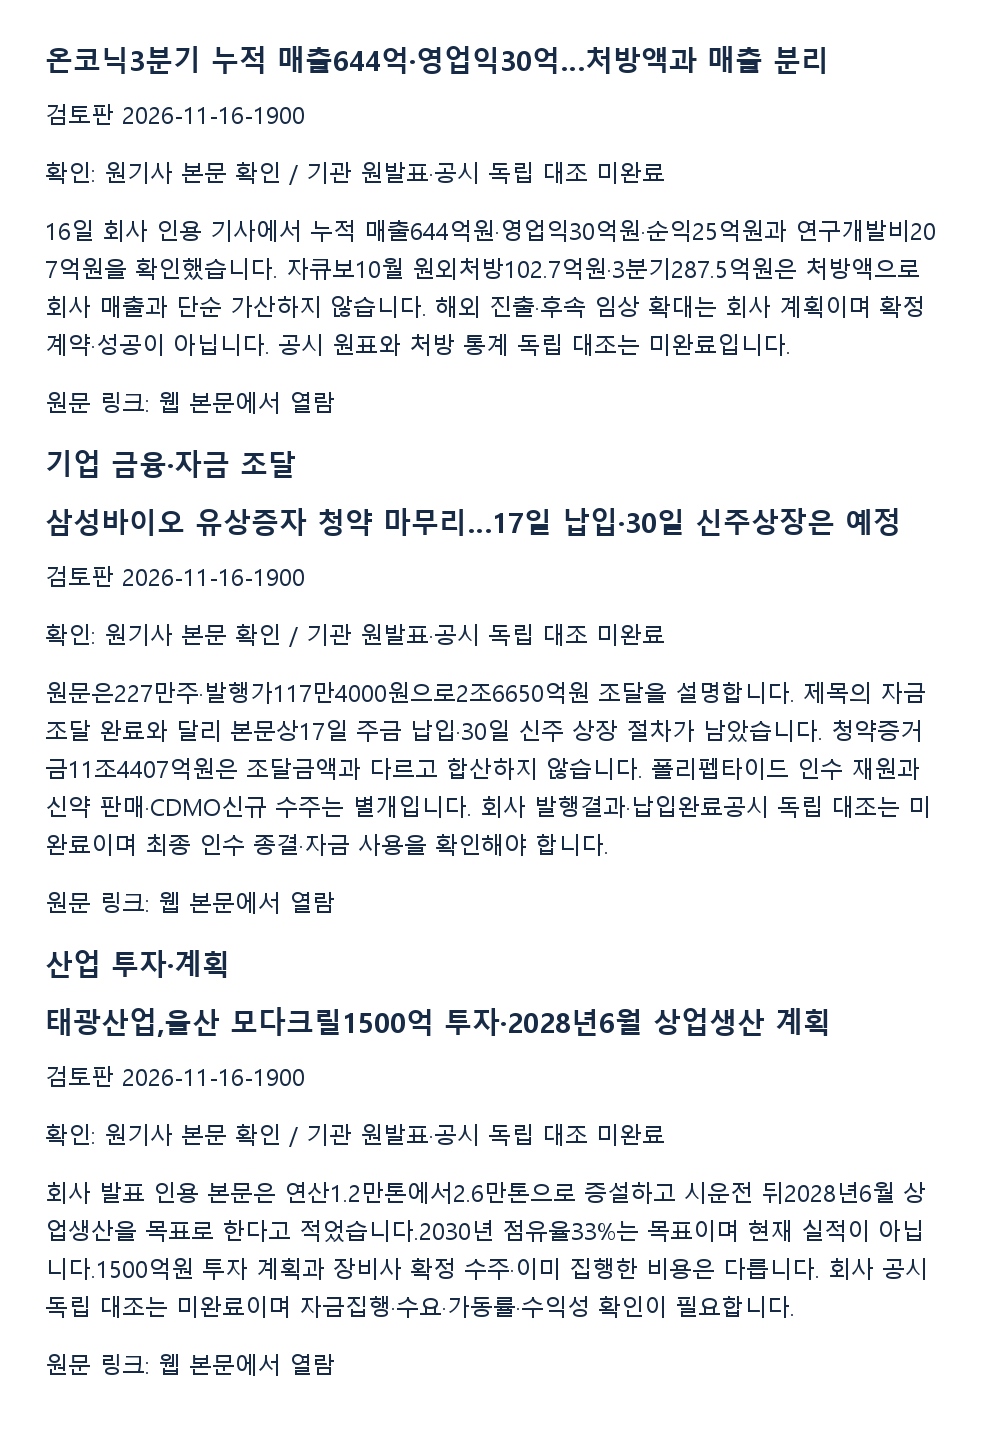 온코닉3분기 누적 매출644억·영업익30억...처방액과 매출 분리
검토판 2026-11-16-1900
확인: 원기사 본문 확인 / 기관 원발표·공시 독립 대조 미완료
16일 회사 인용 기사에서 누적 매출644억원·영업익30억원·순익25억원과 연구개발비20
7억원을 확인했습니다. 자큐보10월 원외처방102.7억원·3분기287.5억원은 처방액으로
회사 매출과 단순 가산하지 않습니다. 해외 진출·후속 임상 확대는 회사 계획이며 확정
계약·성공이 아닙니다. 공시 원표와 처방 통계 독립 대조는 미완료입니다.
원문 링크: 웹 본문에서 열람
기업 금융·자금 조달
삼성바이오 유상증자 청약 마무리...17일 납입·30일 신주상장은 예정
검토판 2026-11-16-1900
확인: 원기사 본문 확인 / 기관 원발표·공시 독립 대조 미완료
원문은227만주·발행가117만4000원으로2조6650억원 조달을 설명합니다. 제목의 자금
조달 완료와 달리 본문상17일 주금 납입·30일 신주 상장 절차가 남았습니다. 청약증거
금11조4407억원은 조달금액과 다르고 합산하지 않습니다. 폴리펩타이드 인수 재원과
신약 판매·CDMO신규 수주는 별개입니다. 회사 발행결과·납입완료공시 독립 대조는 미
완료이며 최종 인수 종결·자금 사용을 확인해야 합니다.
원문 링크: 웹 본문에서 열람
산업 투자·계획
태광산업,울산 모다크릴1500억 투자·2028년6월 상업생산 계획
검토판 2026-11-16-1900
확인: 원기사 본문 확인 / 기관 원발표·공시 독립 대조 미완료
회사 발표 인용 본문은 연산1.2만톤에서2.6만톤으로 증설하고 시운전 뒤2028년6월 상
업생산을 목표로 한다고 적었습니다.2030년 점유율33%는 목표이며 현재 실적이 아닙
니다.1500억원 투자 계획과 장비사 확정 수주·이미 집행한 비용은 다릅니다. 회사 공시
독립 대조는 미완료이며 자금집행·수요·가동률·수익성 확인이 필요합니다.
원문 링크: 웹 본문에서 열람